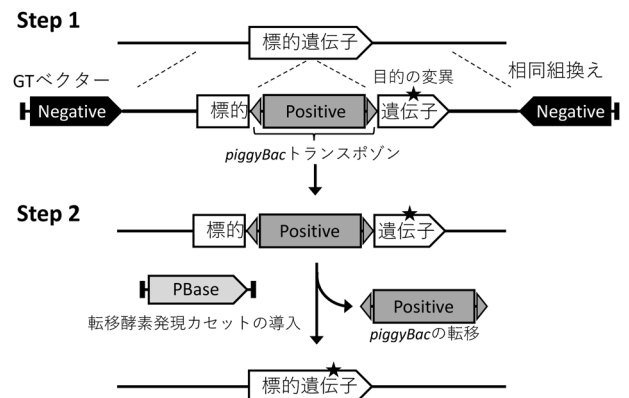 Step 1
標的遺伝子
GTベクター
目的の変異
相同組換え
Negative
標的
Positive
遺伝子
Negative
piggyBacトランスポゾン
Step 2
標的
Positive
遺伝子
PBase
Positive
転移酵素発現カセットの導入
piggyBacの転移
標的遺伝子